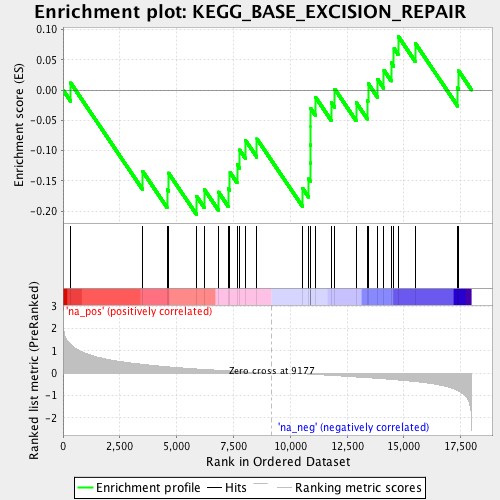 Enrichment plot: KEGG_BASE_EXCISION_REPAIR
Enrichment score (ES)
0.10
0.05
0.00
-0.05
-0.10
-0.15
-0.20
'na_pos' (positively correlated)
Ranked list metric (PreRanked)
3
2
1
0
-1
-2
Zero cross at 9177
'na_neg' (negatively correlated)
0
2,500
5,000
7,500
10,000
12,500
15,000
17,500
Rank in Ordered Dataset
Enrichment profile
Hits
Ranking metric scores